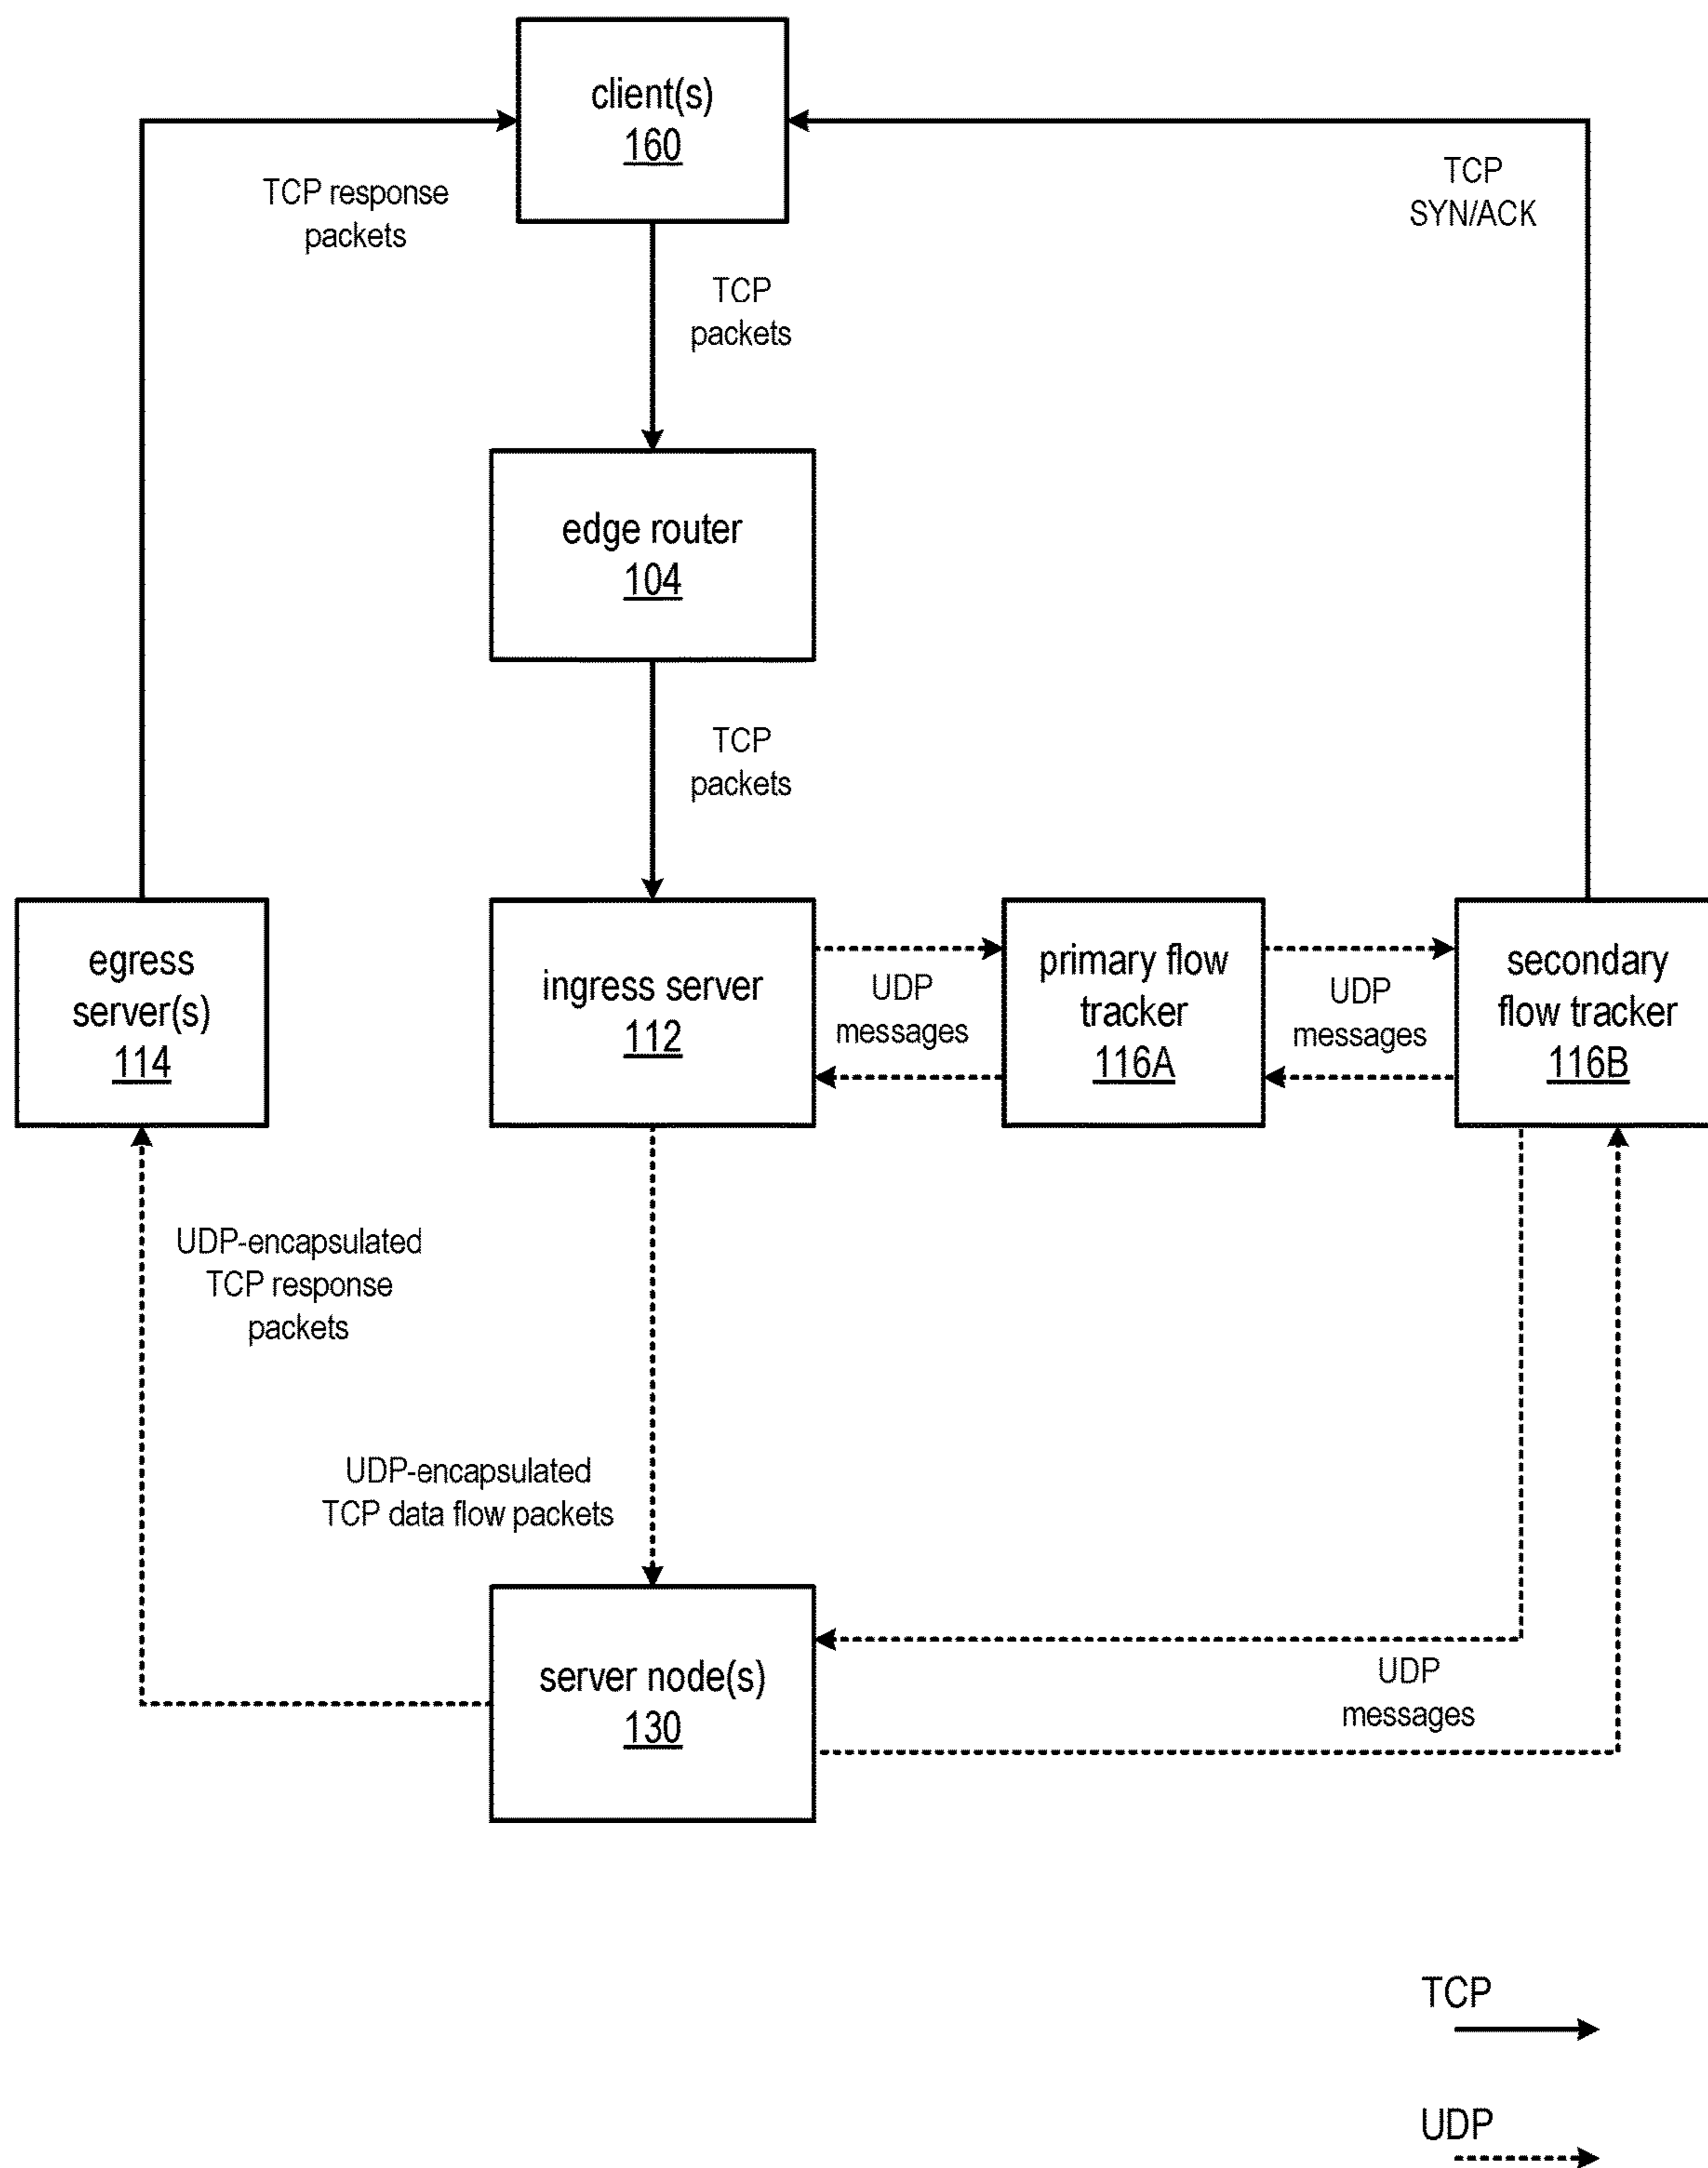 client(s)
160
TCP response
packets
TCP
SYN/ACK
TCP
packets
edge router
104
TCP
packets
egress
server(s)
114
ingress server
112
UDP
messages
primary flow
tracker
116A
UDP
messages
secondary
flow tracker
116B
UDP-encapsulated
TCP response
packets
UDP-encapsulated
TCP data flow packets
server node(s)
130
UDP
messages
TCP
UDP